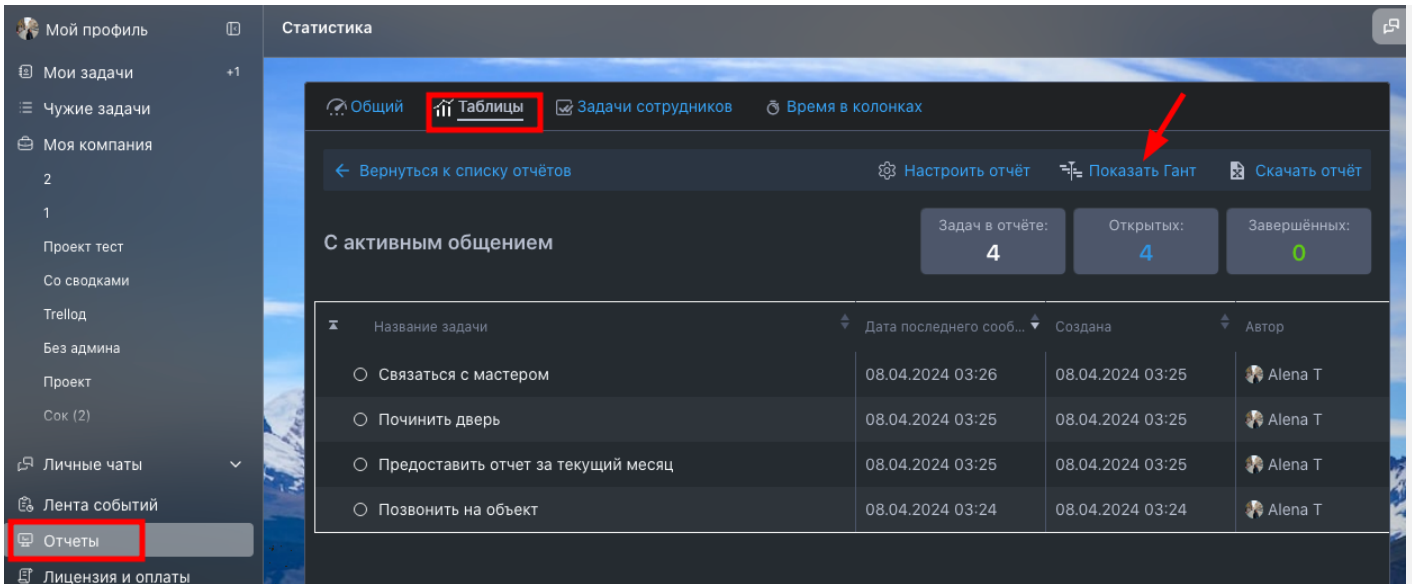 Мой профиль
Мои задачи +1
Чужие задачи
Моя компания
2
1
Проект тест
Со сводками
Trelloд
Без админа
Проект
Сок (2)
Личные чаты
Лента событий
Отчеты
Лицензия и оплаты
Статистика
Общий Таблицы Задачи сотрудников Время в колонках
Вернуться к списку отчётов Настроить отчёт Показать Гант Скачать отчёт
С активным общением
Задач в отчёте: 4
Открытых: 4
Завершённых: 0
Название задачи Дата последнего сооб... Создана Автор
Связаться с мастером 08.04.2024 03:26 08.04.2024 03:25 Alena T
Починить дверь 08.04.2024 03:25 08.04.2024 03:25 Alena T
Предоставить отчет за текущий месяц 08.04.2024 03:25 08.04.2024 03:25 Alena T
Позвонить на объект 08.04.2024 03:24 08.04.2024 03:24 Alena T